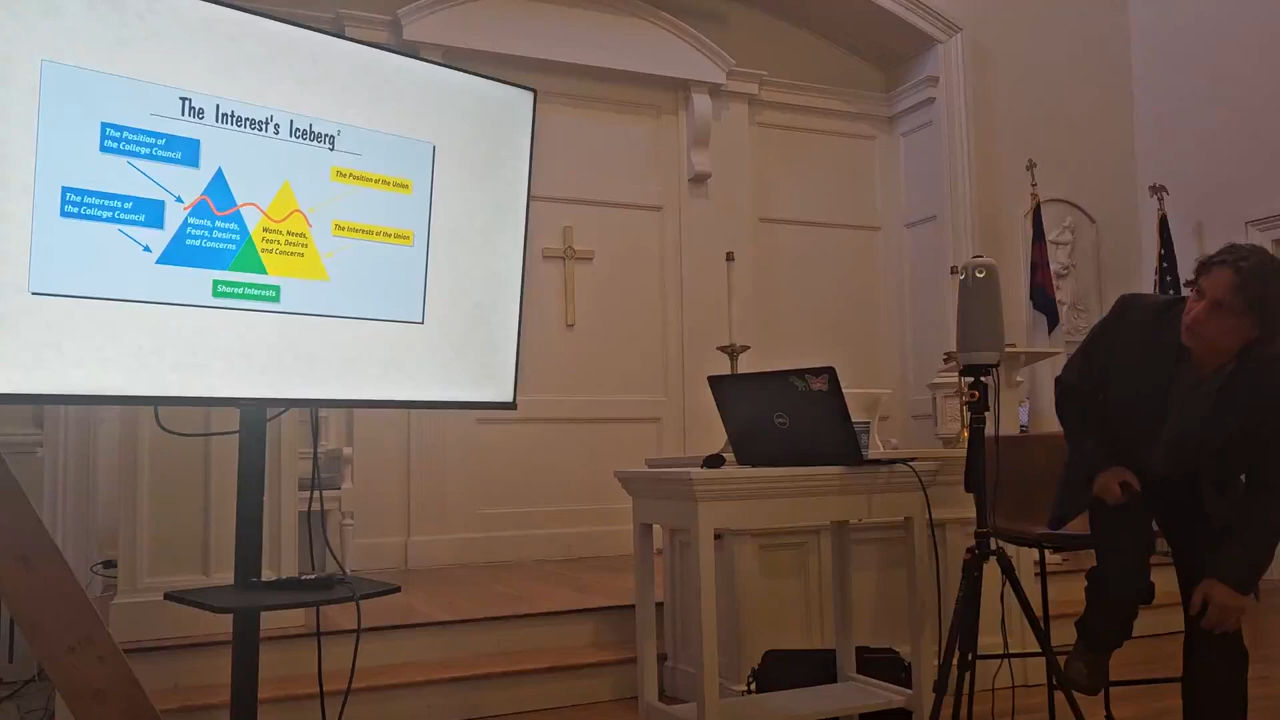 The Interest's Iceberg²
The Position of
the College Council
The Position of the Union
The Interests of
the College Council
The Interests of the Union
Wants, Needs,
Fears, Desires
and Concerns
Wants, Needs,
Fears, Desires
and Concerns
Shared Interests
DELL